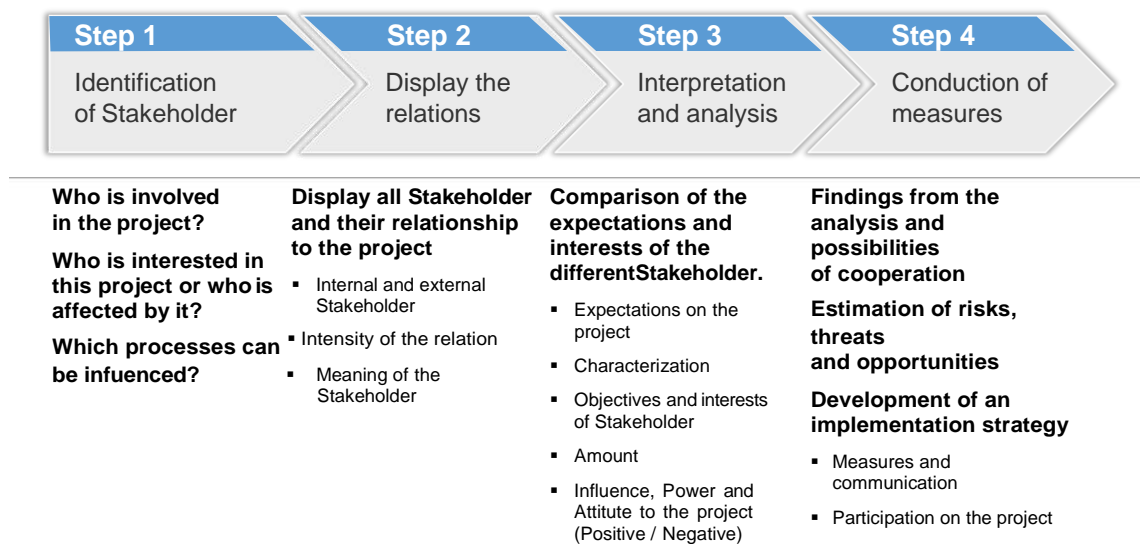 Step 1
Identification
of Stakeholder
Step 2
Display the
relations
Step 3
Interpretation
and analysis
Step 4
Conduction of
measures
Who is involved
in the project?
Who is interested in
this project or who is
affected by it?
Which processes can
be infuenced?
Display all Stakeholder
and their relationship
to the project
▪ Internal and external
Stakeholder
▪ Intensity of the relation
▪ Meaning of the
Stakeholder
Comparison of the
expectations and
interests of the
differentStakeholder.
▪ Expectations on the
project
▪ Characterization
▪ Objectives and interests
of Stakeholder
▪ Amount
▪ Influence, Power and
Attitute to the project
(Positive / Negative)
Findings from the
analysis and
possibilities
of cooperation
Estimation of risks,
threats
and opportunities
Development of an
implementation strategy
▪ Measures and
communication
▪ Participation on the project